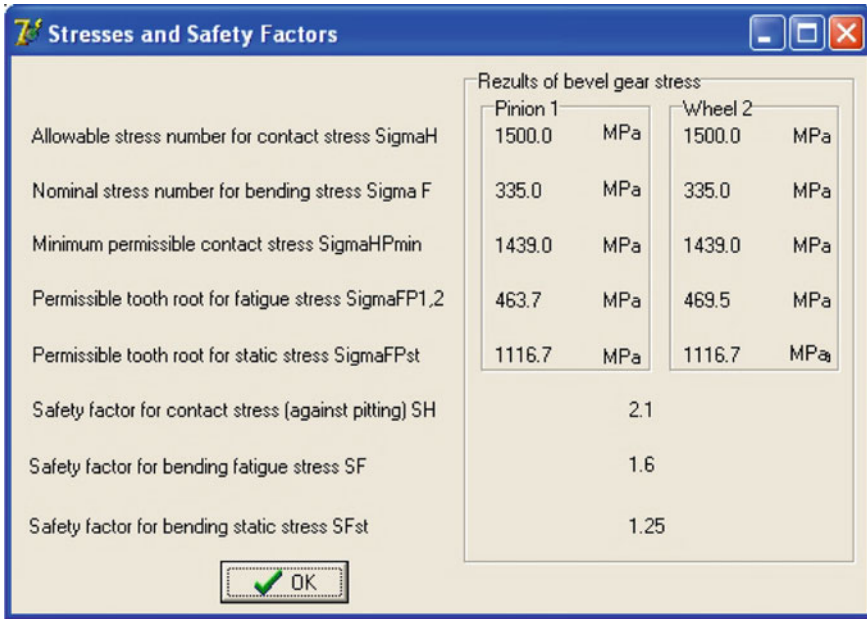 Stresses and Safety Factors
Rezults of bevel gear stress
Pinion 1 Wheel 2
Allowable stress number for contact stress SigmaH 1500.0 MPa 1500.0 MPa
Nominal stress number for bending stress Sigma F 335.0 MPa 335.0 MPa
Minimum permissible contact stress SigmaHPmin 1439.0 MPa 1439.0 MPa
Permissible tooth root for fatigue stress SigmaFP1,2 463.7 MPa 469.5 MPa
Permissible tooth root for static stress SigmaFPst 1116.7 MPa 1116.7 MPa
Safety factor for contact stress (against pitting) SH 2.1
Safety factor for bending fatigue stress SF 1.6
Safety factor for bending static stress SFst 1.25
OK